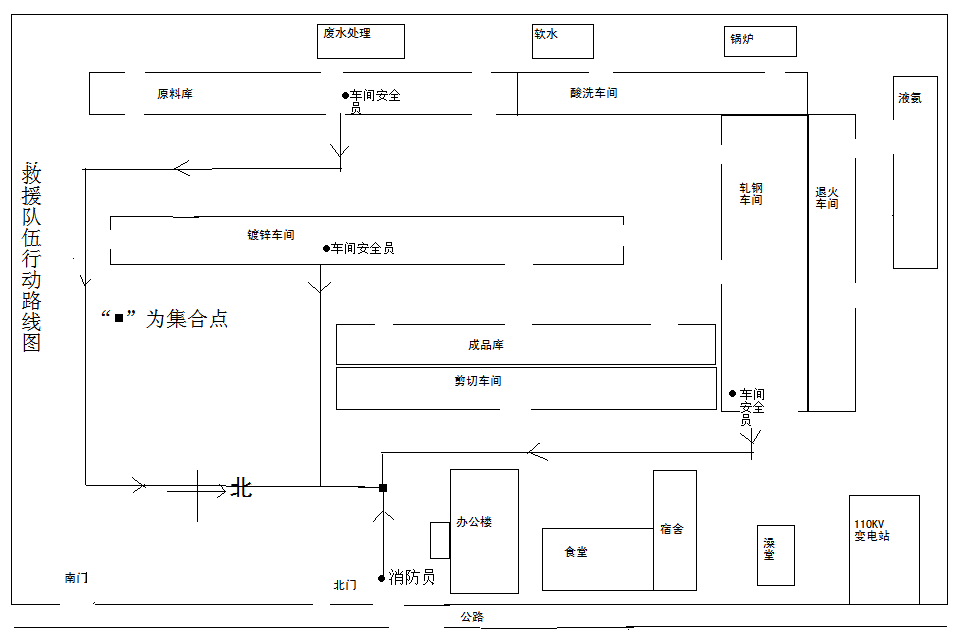 废水处理
软水
锅炉
原料库
车间安全
员
酸洗车间
液氨
救援队伍行动路线图
轧钢
车间
退火
车间
镀锌车间
车间安全员
“■”为集合点
成品库
剪切车间
车间
安全
员
北
办公楼
食堂
宿舍
澡
堂
110KV
变电站
南门
北门
消防员
公路